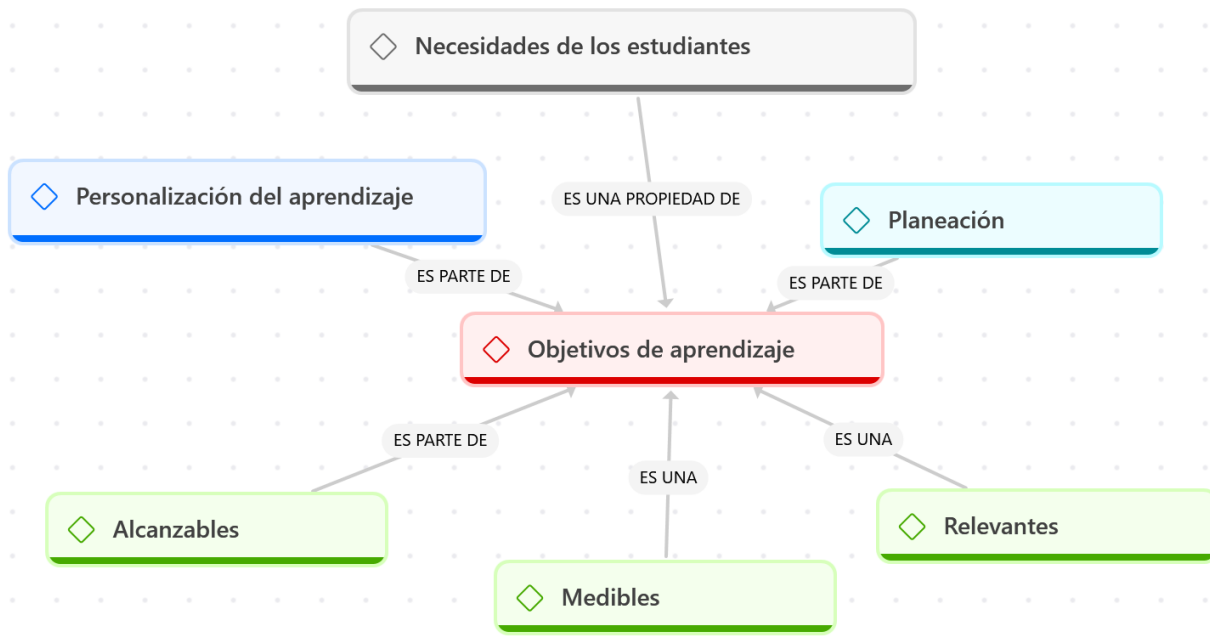 Necesidades de los estudiantes
Personalización del aprendizaje
ES UNA PROPIEDAD DE
Planeación
ES PARTE DE
ES PARTE DE
Objetivos de aprendizaje
ES PARTE DE
ES UNA
ES UNA
Alcanzables
Relevantes
Medibles